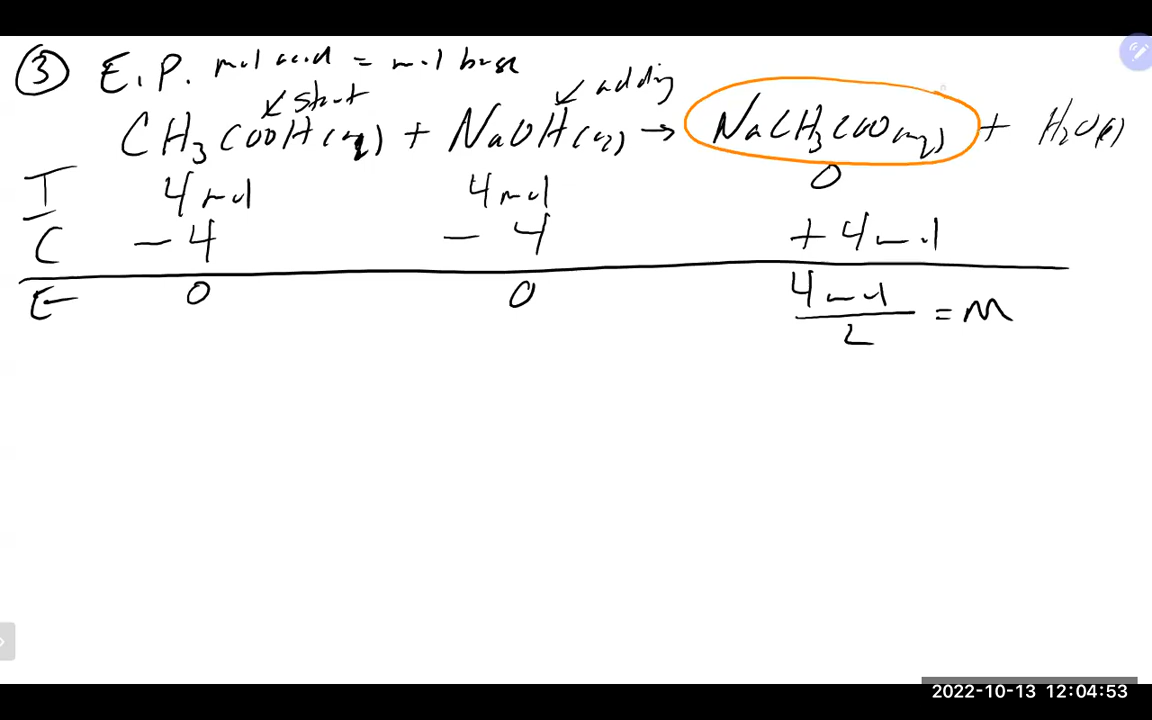 ③ E.P. mol acid = mol base
start adding
CH₃COOH(aq) + NaOH(aq) → NaCH₃COO(aq) + H₂O(l)
I 4 mol 4 mol 0
C - 4 - 4 + 4 mol
E 0 0 4 mol / L = M
2022-10-13 12:04:53